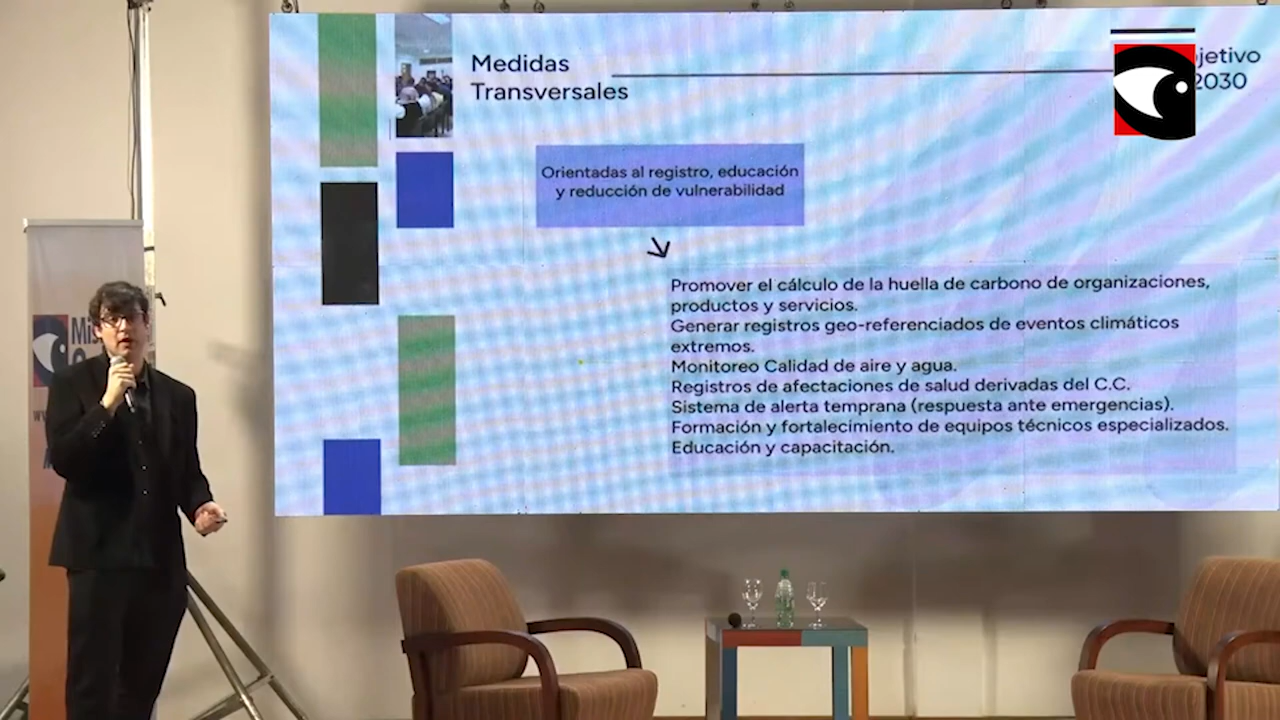 Medidas
Transversales
2030
Orientadas al registro, educación
y reducción de vulnerabilidad
Promover el cálculo de la huella de carbono de organizaciones,
productos y servicios.
Generar registros geo-referenciados de eventos climáticos
extremos.
Monitoreo Calidad de aire y agua.
Registros de afectaciones de salud derivadas del C.C.
Sistema de alerta temprana (respuesta ante emergencias).
Formación y fortalecimiento de equipos técnicos especializados.
Educación y capacitación.